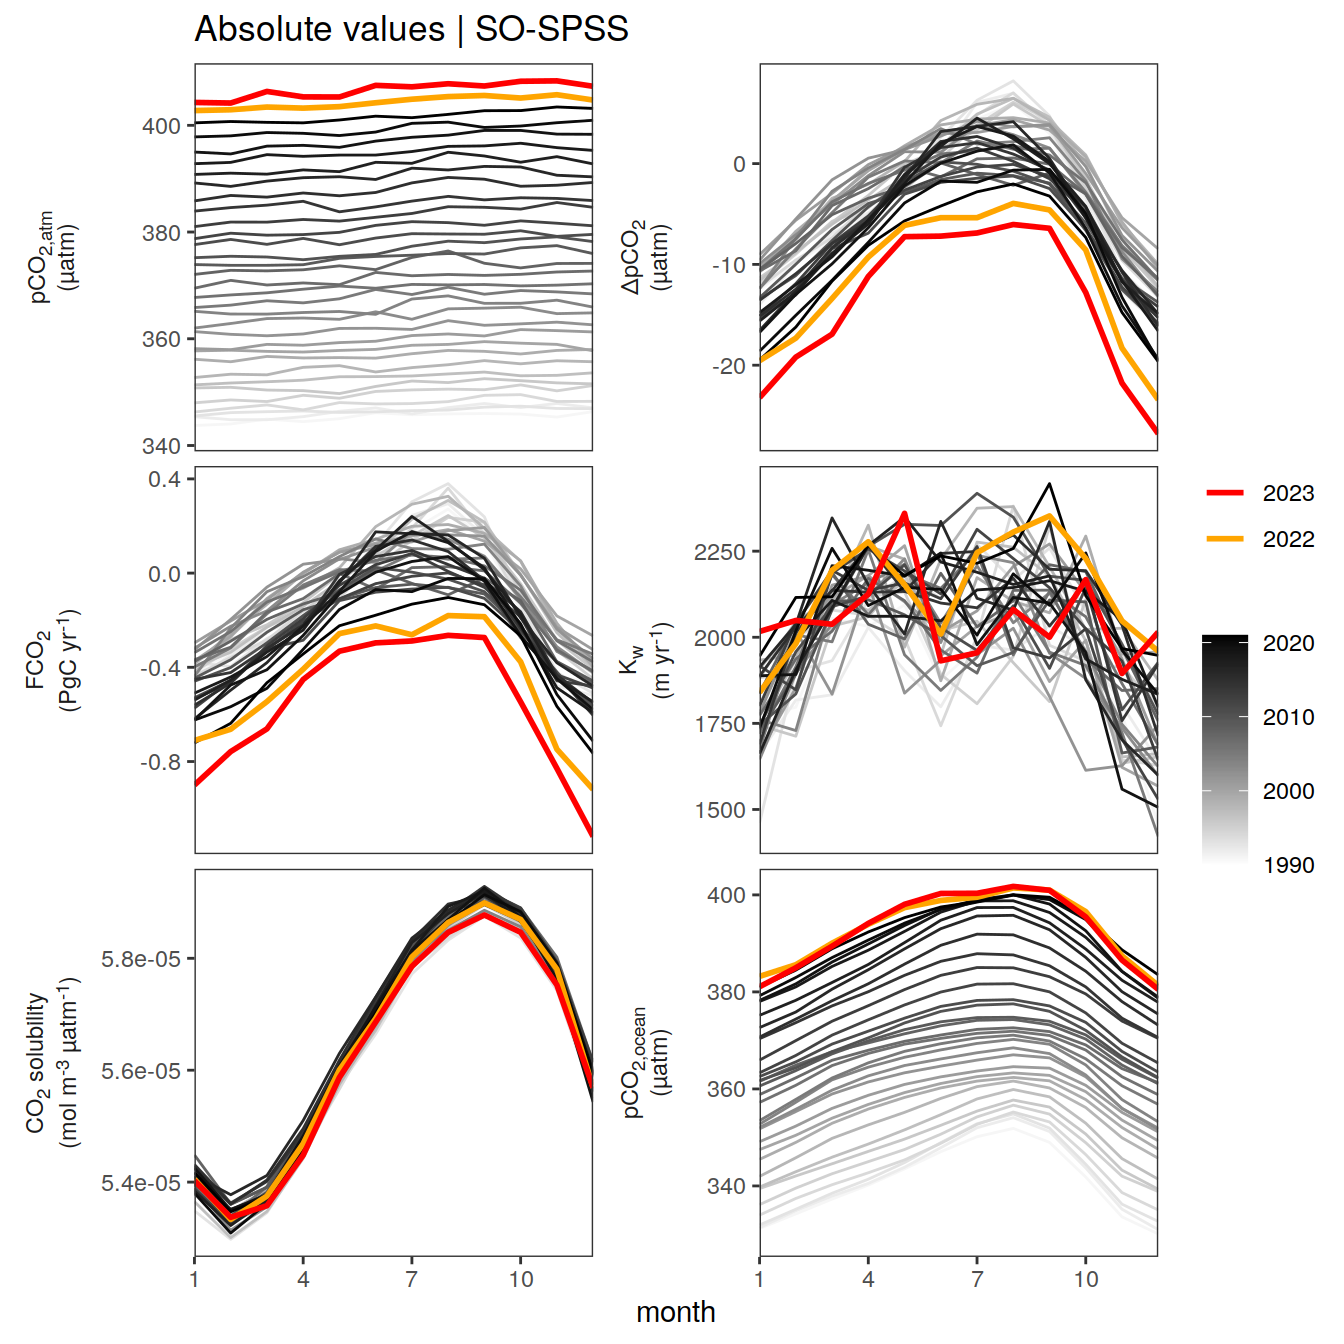 Absolute values | SO-SPSS
pCO2,atm
(µatm)
400
380
360
340
ΔpCO2
(µatm)
0
-10
-20
FCO2
(PgC yr-1)
0.4
0.0
-0.4
-0.8
Kw
(m yr-1)
2250
2000
1750
1500
2023
2022
2020
2010
2000
1990
CO2 solubility
(mol m-3 µatm-1)
5.8e-05
5.6e-05
5.4e-05
pCO2,ocean
(µatm)
400
380
360
340
1 4 7 10
1 4 7 10
month